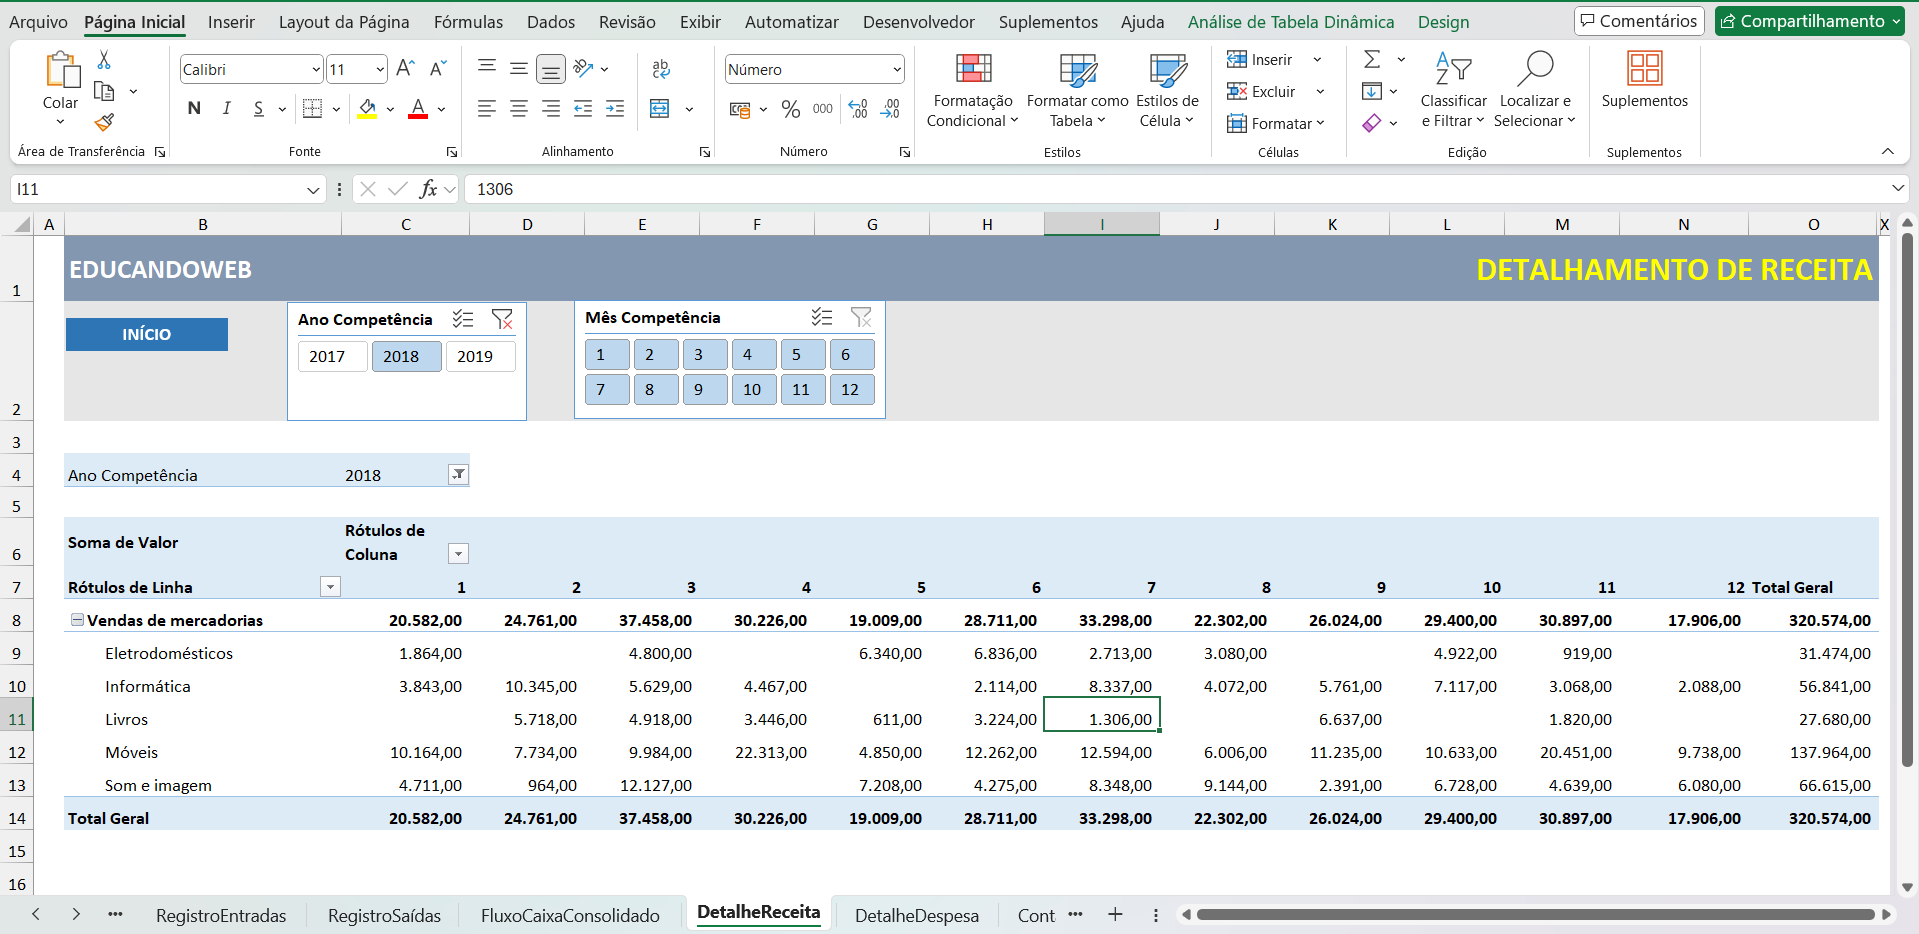 Arquivo Página Inicial Inserir Layout da Página Fórmulas Dados Revisão Exibir Automatizar Desenvolvedor Suplementos Ajuda Análise de Tabela Dinâmica Design Comentários Compartilhamento
Colar
Área de Transferência
Calibri 11
N I S
Fonte
Alinhamento
Número
% 000
Número
Formatação Condicional
Formatar como Tabela
Estilos de Célula
Estilos
Inserir
Excluir
Formatar
Células
Classificar e Filtrar
Localizar e Selecionar
Edição
Suplementos
Suplementos
I11 fx 1306
A B C D E F G H I J K L M N O X
1 EDUCANDOWEB DETALHAMENTO DE RECEITA
INÍCIO
Ano Competência
2017 2018 2019
Mês Competência
1 2 3 4 5 6
7 8 9 10 11 12
2
3
4 Ano Competência 2018
5
6 Soma de Valor Rótulos de Coluna
7 Rótulos de Linha 1 2 3 4 5 6 7 8 9 10 11 12 Total Geral
8 Vendas de mercadorias 20.582,00 24.761,00 37.458,00 30.226,00 19.009,00 28.711,00 33.298,00 22.302,00 26.024,00 29.400,00 30.897,00 17.906,00 320.574,00
9 Eletrodomésticos 1.864,00 4.800,00 6.340,00 6.836,00 2.713,00 3.080,00 4.922,00 919,00 31.474,00
10 Informática 3.843,00 10.345,00 5.629,00 4.467,00 2.114,00 8.337,00 4.072,00 5.761,00 7.117,00 3.068,00 2.088,00 56.841,00
11 Livros 5.718,00 4.918,00 3.446,00 611,00 3.224,00 1.306,00 6.637,00 1.820,00 27.680,00
12 Móveis 10.164,00 7.734,00 9.984,00 22.313,00 4.850,00 12.262,00 12.594,00 6.006,00 11.235,00 10.633,00 20.451,00 9.738,00 137.964,00
13 Som e imagem 4.711,00 964,00 12.127,00 7.208,00 4.275,00 8.348,00 9.144,00 2.391,00 6.728,00 4.639,00 6.080,00 66.615,00
14 Total Geral 20.582,00 24.761,00 37.458,00 30.226,00 19.009,00 28.711,00 33.298,00 22.302,00 26.024,00 29.400,00 30.897,00 17.906,00 320.574,00
15
16
RegistroEntradas RegistroSaídas FluxoCaixaConsolidado DetalheReceita DetalheDespesa Cont